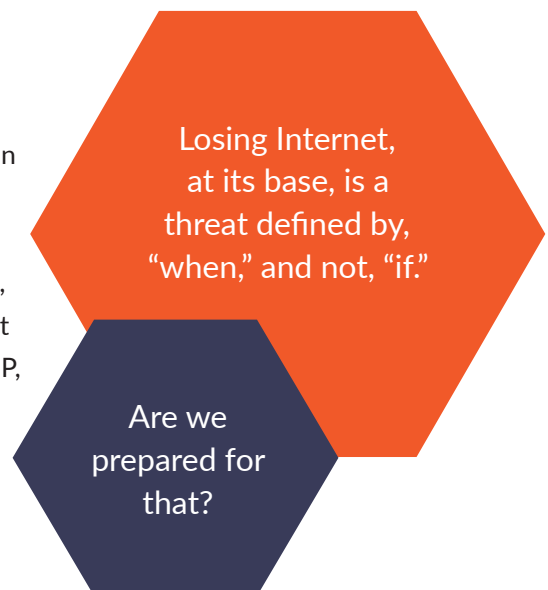 n
,
t
P,
Losing Internet,
at its base, is a
threat defined by,
“when,” and not, “if.”
Are we
prepared for
that?